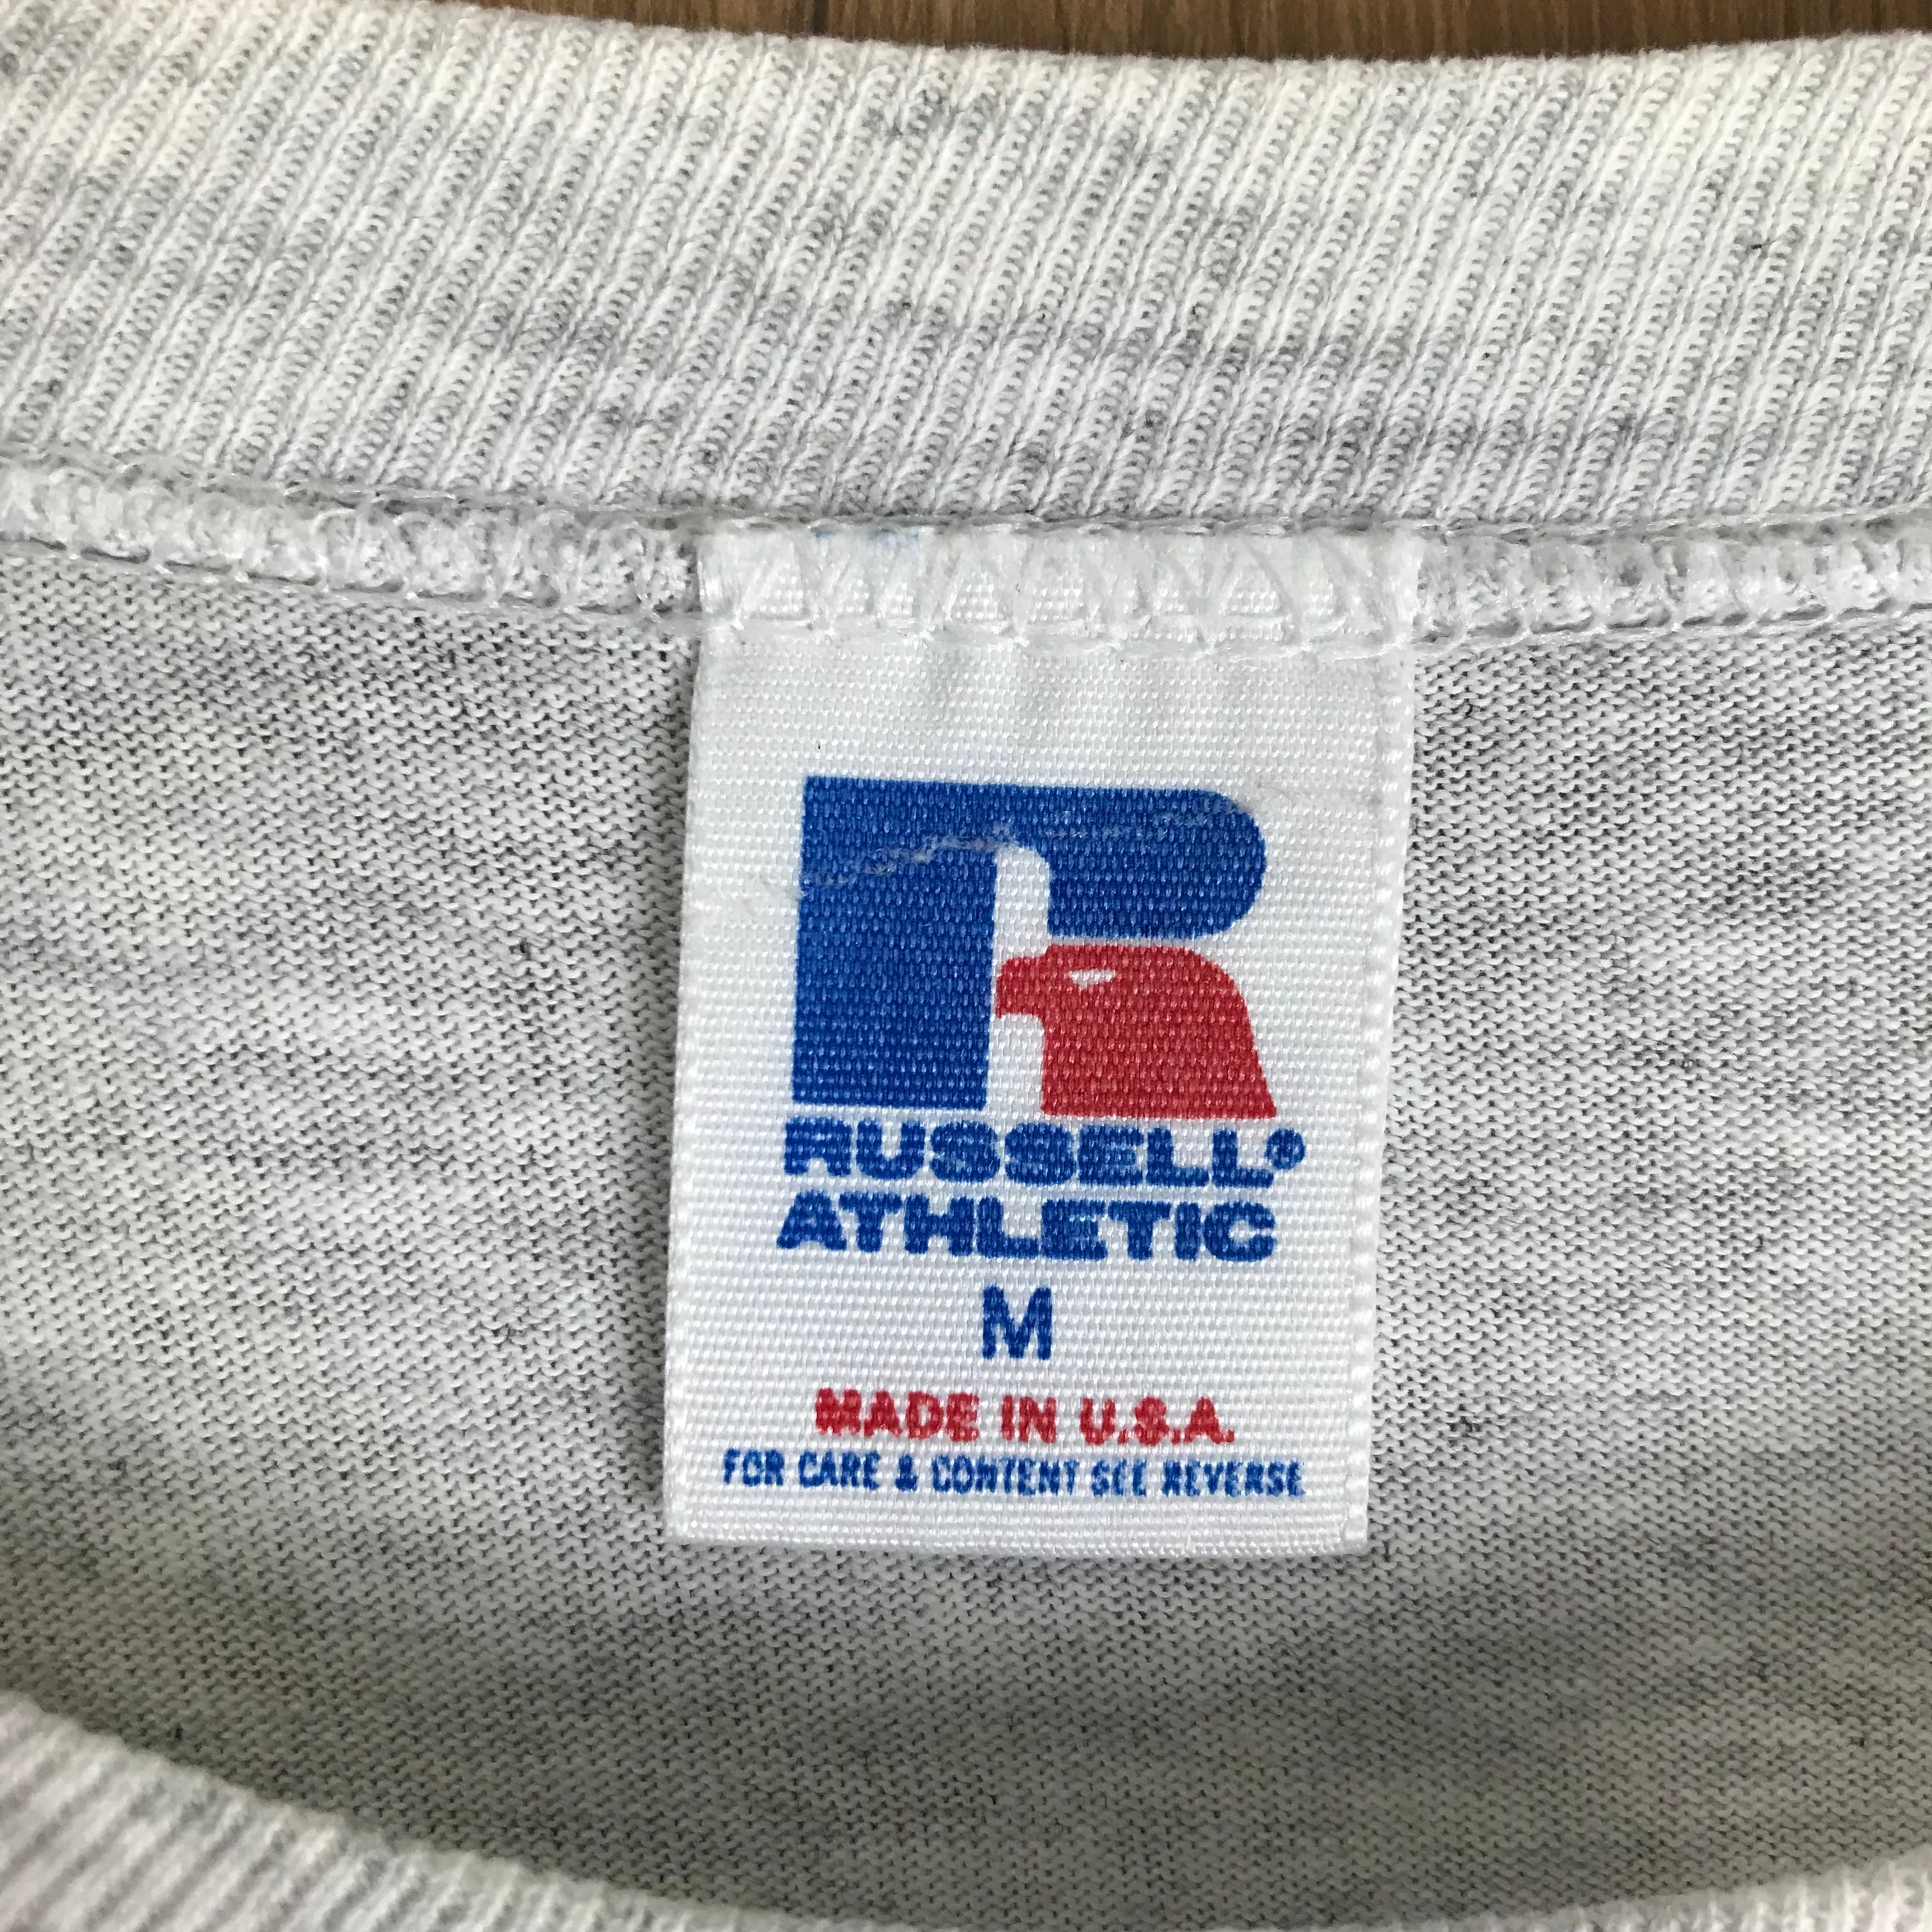 RUSSELL®
ATHLETIC
M
MADE IN U.S.A.
FOR CARE & CONTENT SEE REVERSE